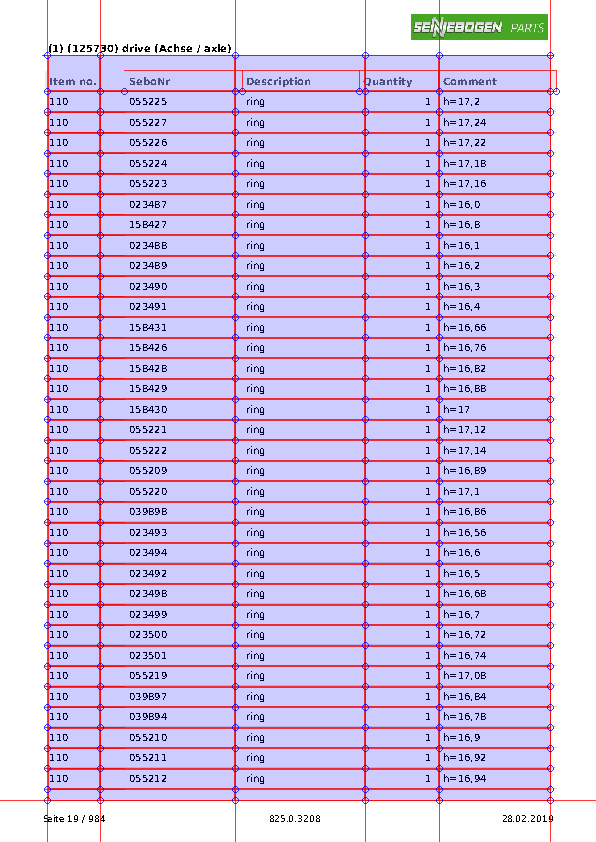 SENNEBOGEN PARTS
(1) (125730) drive (Achse / axle)
Item no. SeboNr Description Quantity Comment
110 055225 ring 1 h=17,2
110 055227 ring 1 h=17,24
110 055226 ring 1 h=17,22
110 055224 ring 1 h=17,18
110 055223 ring 1 h=17,16
110 023487 ring 1 h=16,0
110 158427 ring 1 h=16,8
110 023488 ring 1 h=16,1
110 023489 ring 1 h=16,2
110 023490 ring 1 h=16,3
110 023491 ring 1 h=16,4
110 158431 ring 1 h=16,66
110 158426 ring 1 h=16,76
110 158428 ring 1 h=16,82
110 158429 ring 1 h=16,88
110 158430 ring 1 h=17
110 055221 ring 1 h=17,12
110 055222 ring 1 h=17,14
110 055209 ring 1 h=16,89
110 055220 ring 1 h=17,1
110 039898 ring 1 h=16,86
110 023493 ring 1 h=16,56
110 023494 ring 1 h=16,6
110 023492 ring 1 h=16,5
110 023498 ring 1 h=16,68
110 023499 ring 1 h=16,7
110 023500 ring 1 h=16,72
110 023501 ring 1 h=16,74
110 055219 ring 1 h=17,08
110 039897 ring 1 h=16,84
110 039894 ring 1 h=16,78
110 055210 ring 1 h=16,9
110 055211 ring 1 h=16,92
110 055212 ring 1 h=16,94
Seite 19 / 984 825.0.3208 28.02.2019